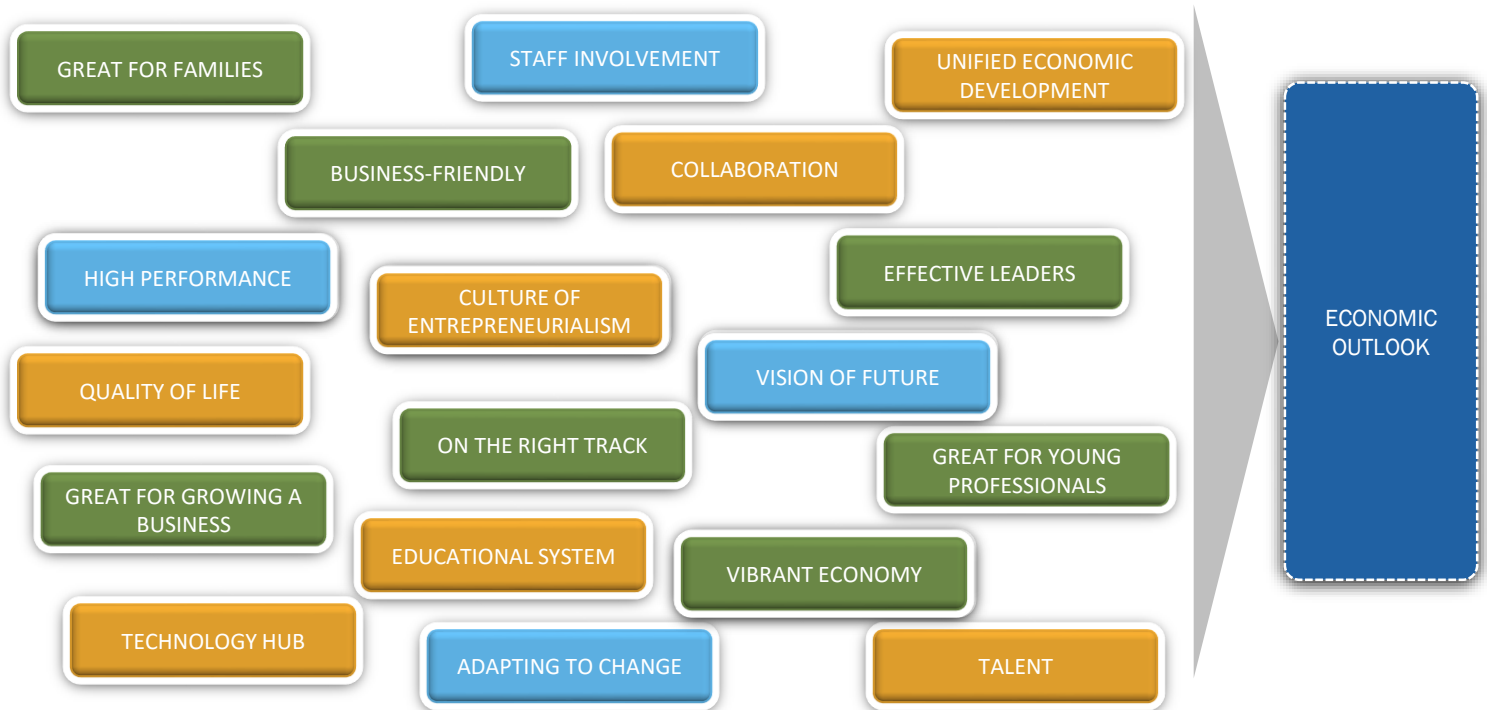 GREAT FOR FAMILIES
STAFF INVOLVEMENT
UNIFIED ECONOMIC
DEVELOPMENT
BUSINESS-FRIENDLY
COLLABORATION
HIGH PERFORMANCE
CULTURE OF
ENTREPRENEURIALISM
EFFECTIVE LEADERS
QUALITY OF LIFE
VISION OF FUTURE
ON THE RIGHT TRACK
GREAT FOR YOUNG
PROFESSIONALS
GREAT FOR GROWING A
BUSINESS
EDUCATIONAL SYSTEM
VIBRANT ECONOMY
TECHNOLOGY HUB
ADAPTING TO CHANGE
TALENT
ECONOMIC
OUTLOOK